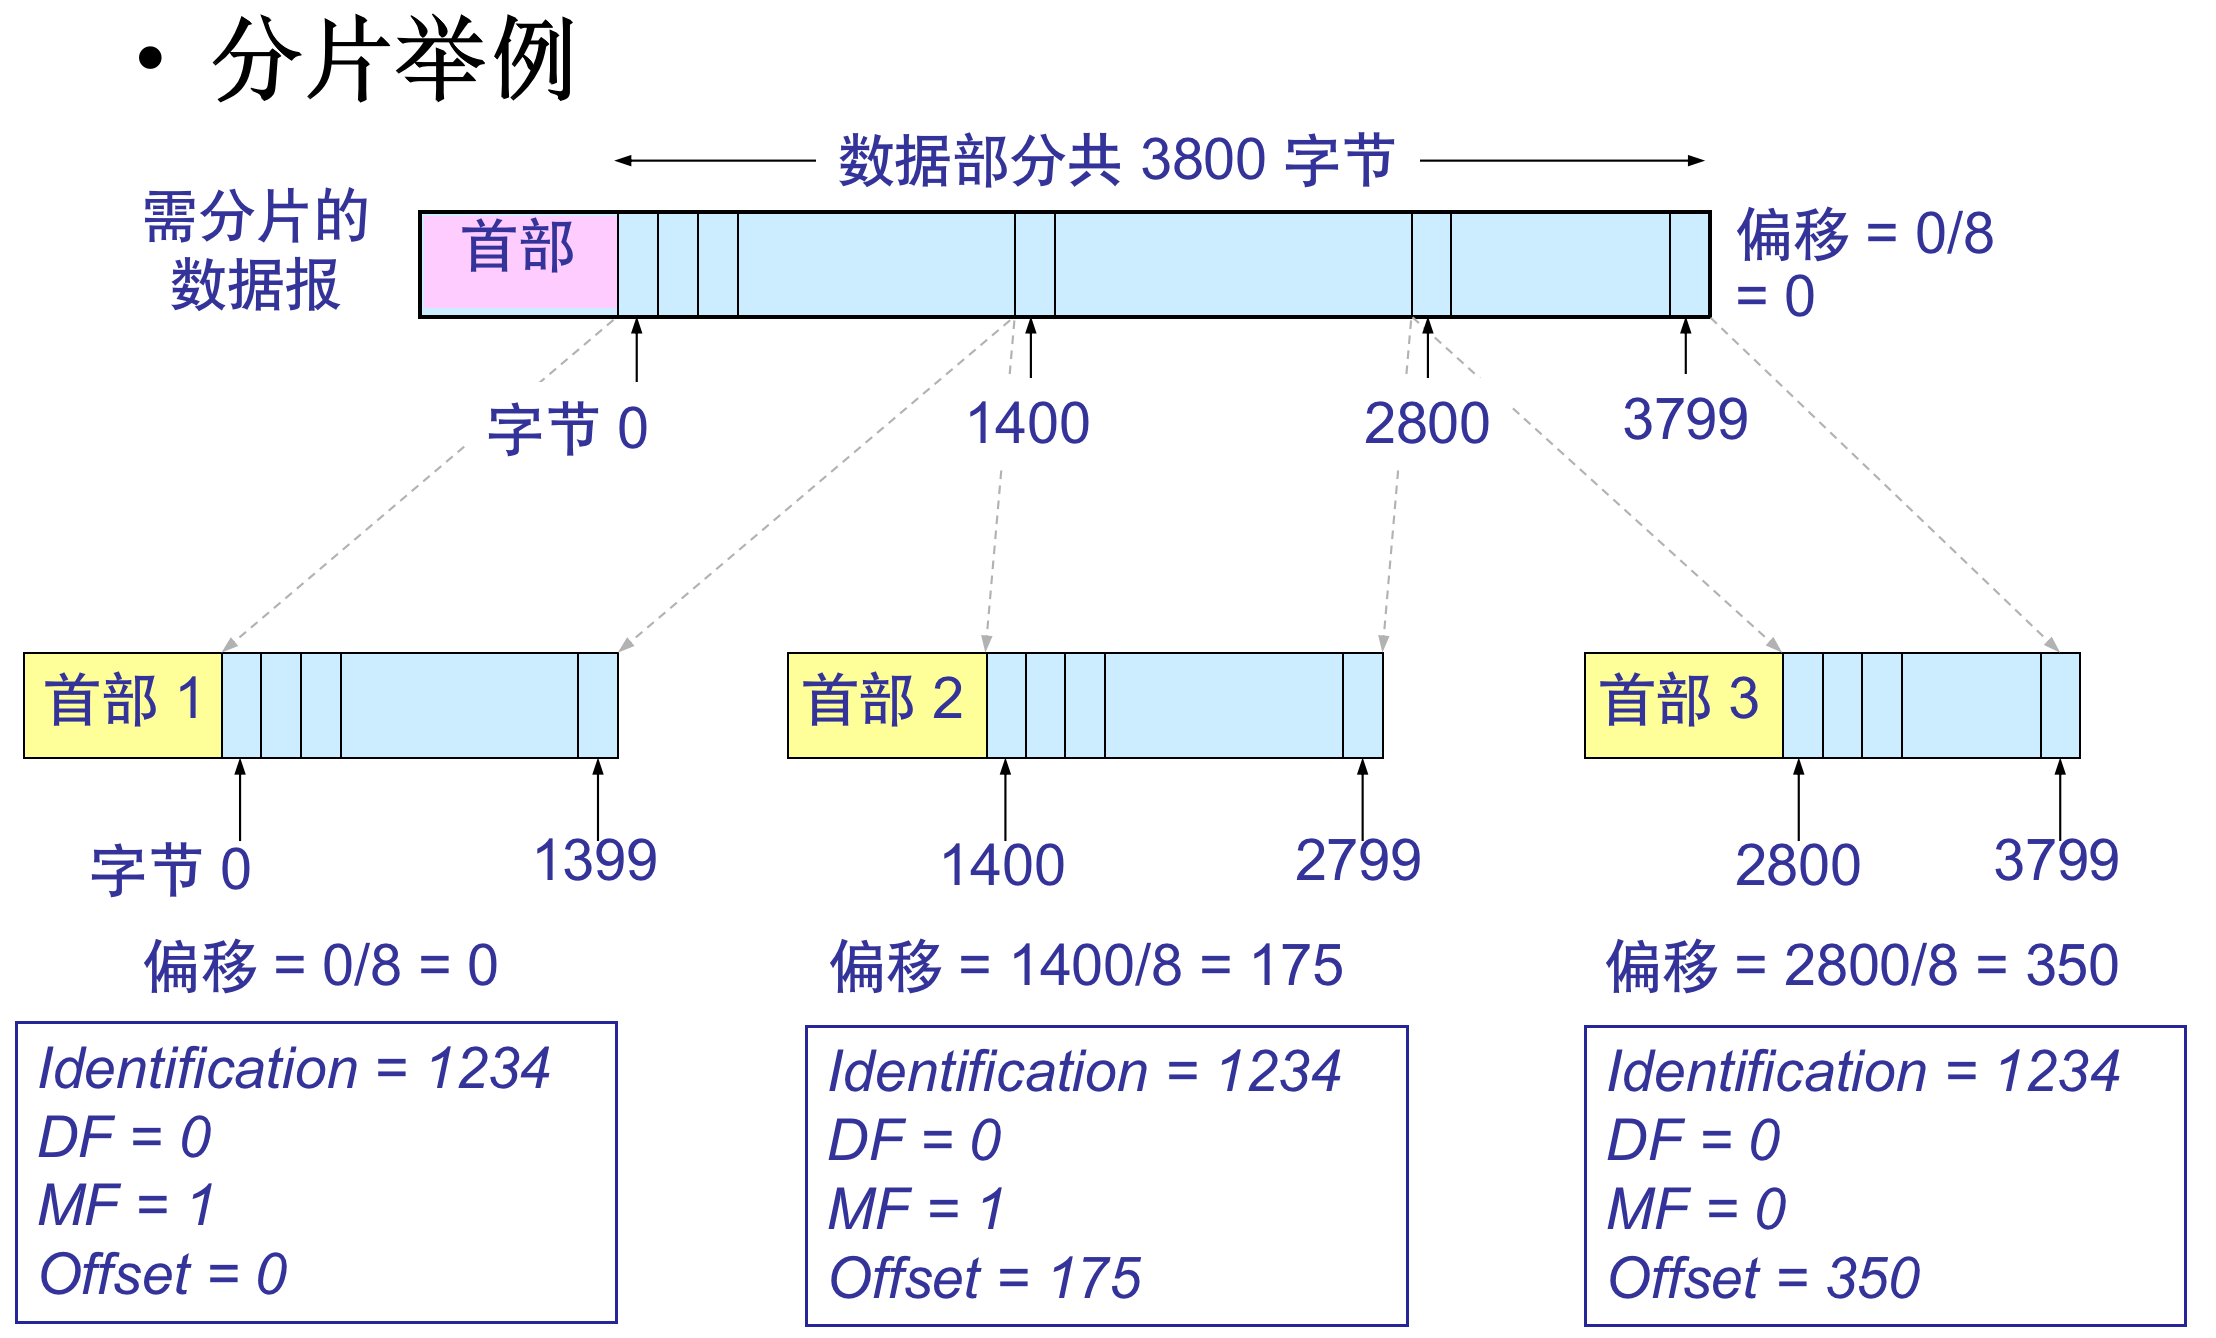 • 分片举例
数据部分共 3800 字节
需分片的
数据报
首部
偏移 = 0/8
= 0
字节 0
1400
2800
3799
首部 1
首部 2
首部 3
字节 0
1399
1400
2799
2800
3799
偏移 = 0/8 = 0
偏移 = 1400/8 = 175
偏移 = 2800/8 = 350
Identification = 1234
DF = 0
MF = 1
Offset = 0
Identification = 1234
DF = 0
MF = 1
Offset = 175
Identification = 1234
DF = 0
MF = 0
Offset = 350